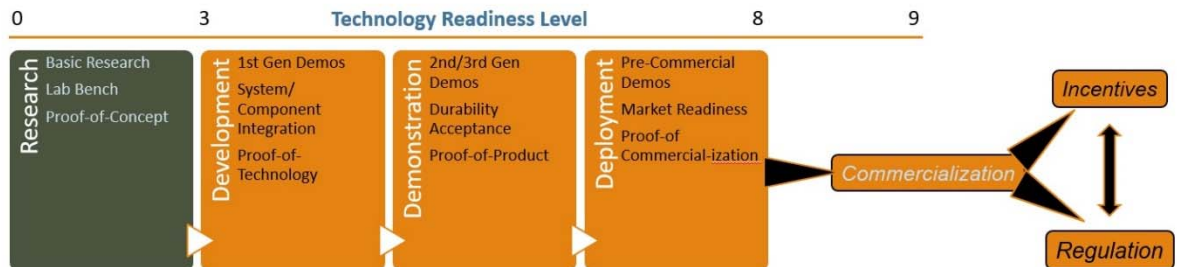 0 3 Technology Readiness Level 8 9
Research
Basic Research
Lab Bench
Proof-of-Concept
Development
1st Gen Demos
System/
Component
Integration
Proof-of-
Technology
Demonstration
2nd/3rd Gen
Demos
Durability
Acceptance
Proof-of-Product
Deployment
Pre-Commercial
Demos
Market Readiness
Proof-of
Commercial-ization
Commercialization
Incentives
Regulation